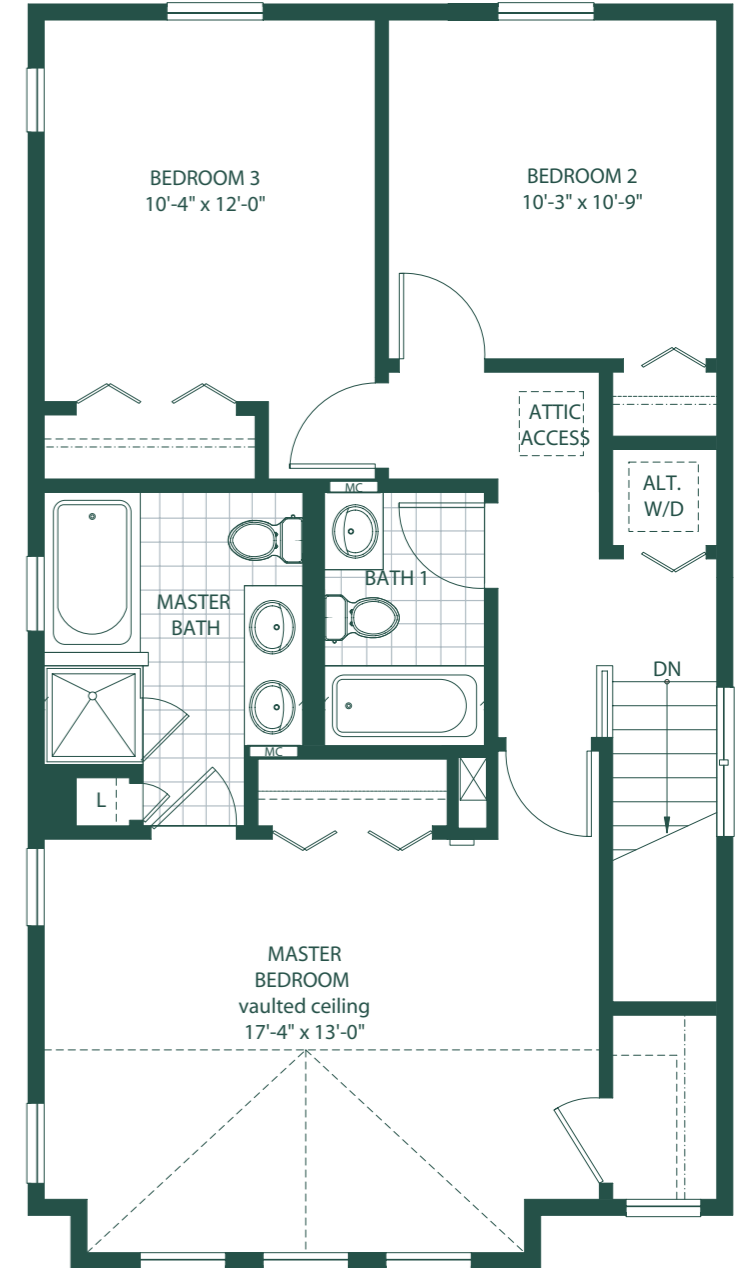 BEDROOM 3
10'-4" x 12'-0"
BEDROOM 2
10'-3" x 10'-9"
ATTIC
ACCESS
ALT.
W/D
MC
BATH 1
MASTER
BATH
DN
MC
L
MASTER
BEDROOM
vaulted ceiling
17'-4" x 13'-0"